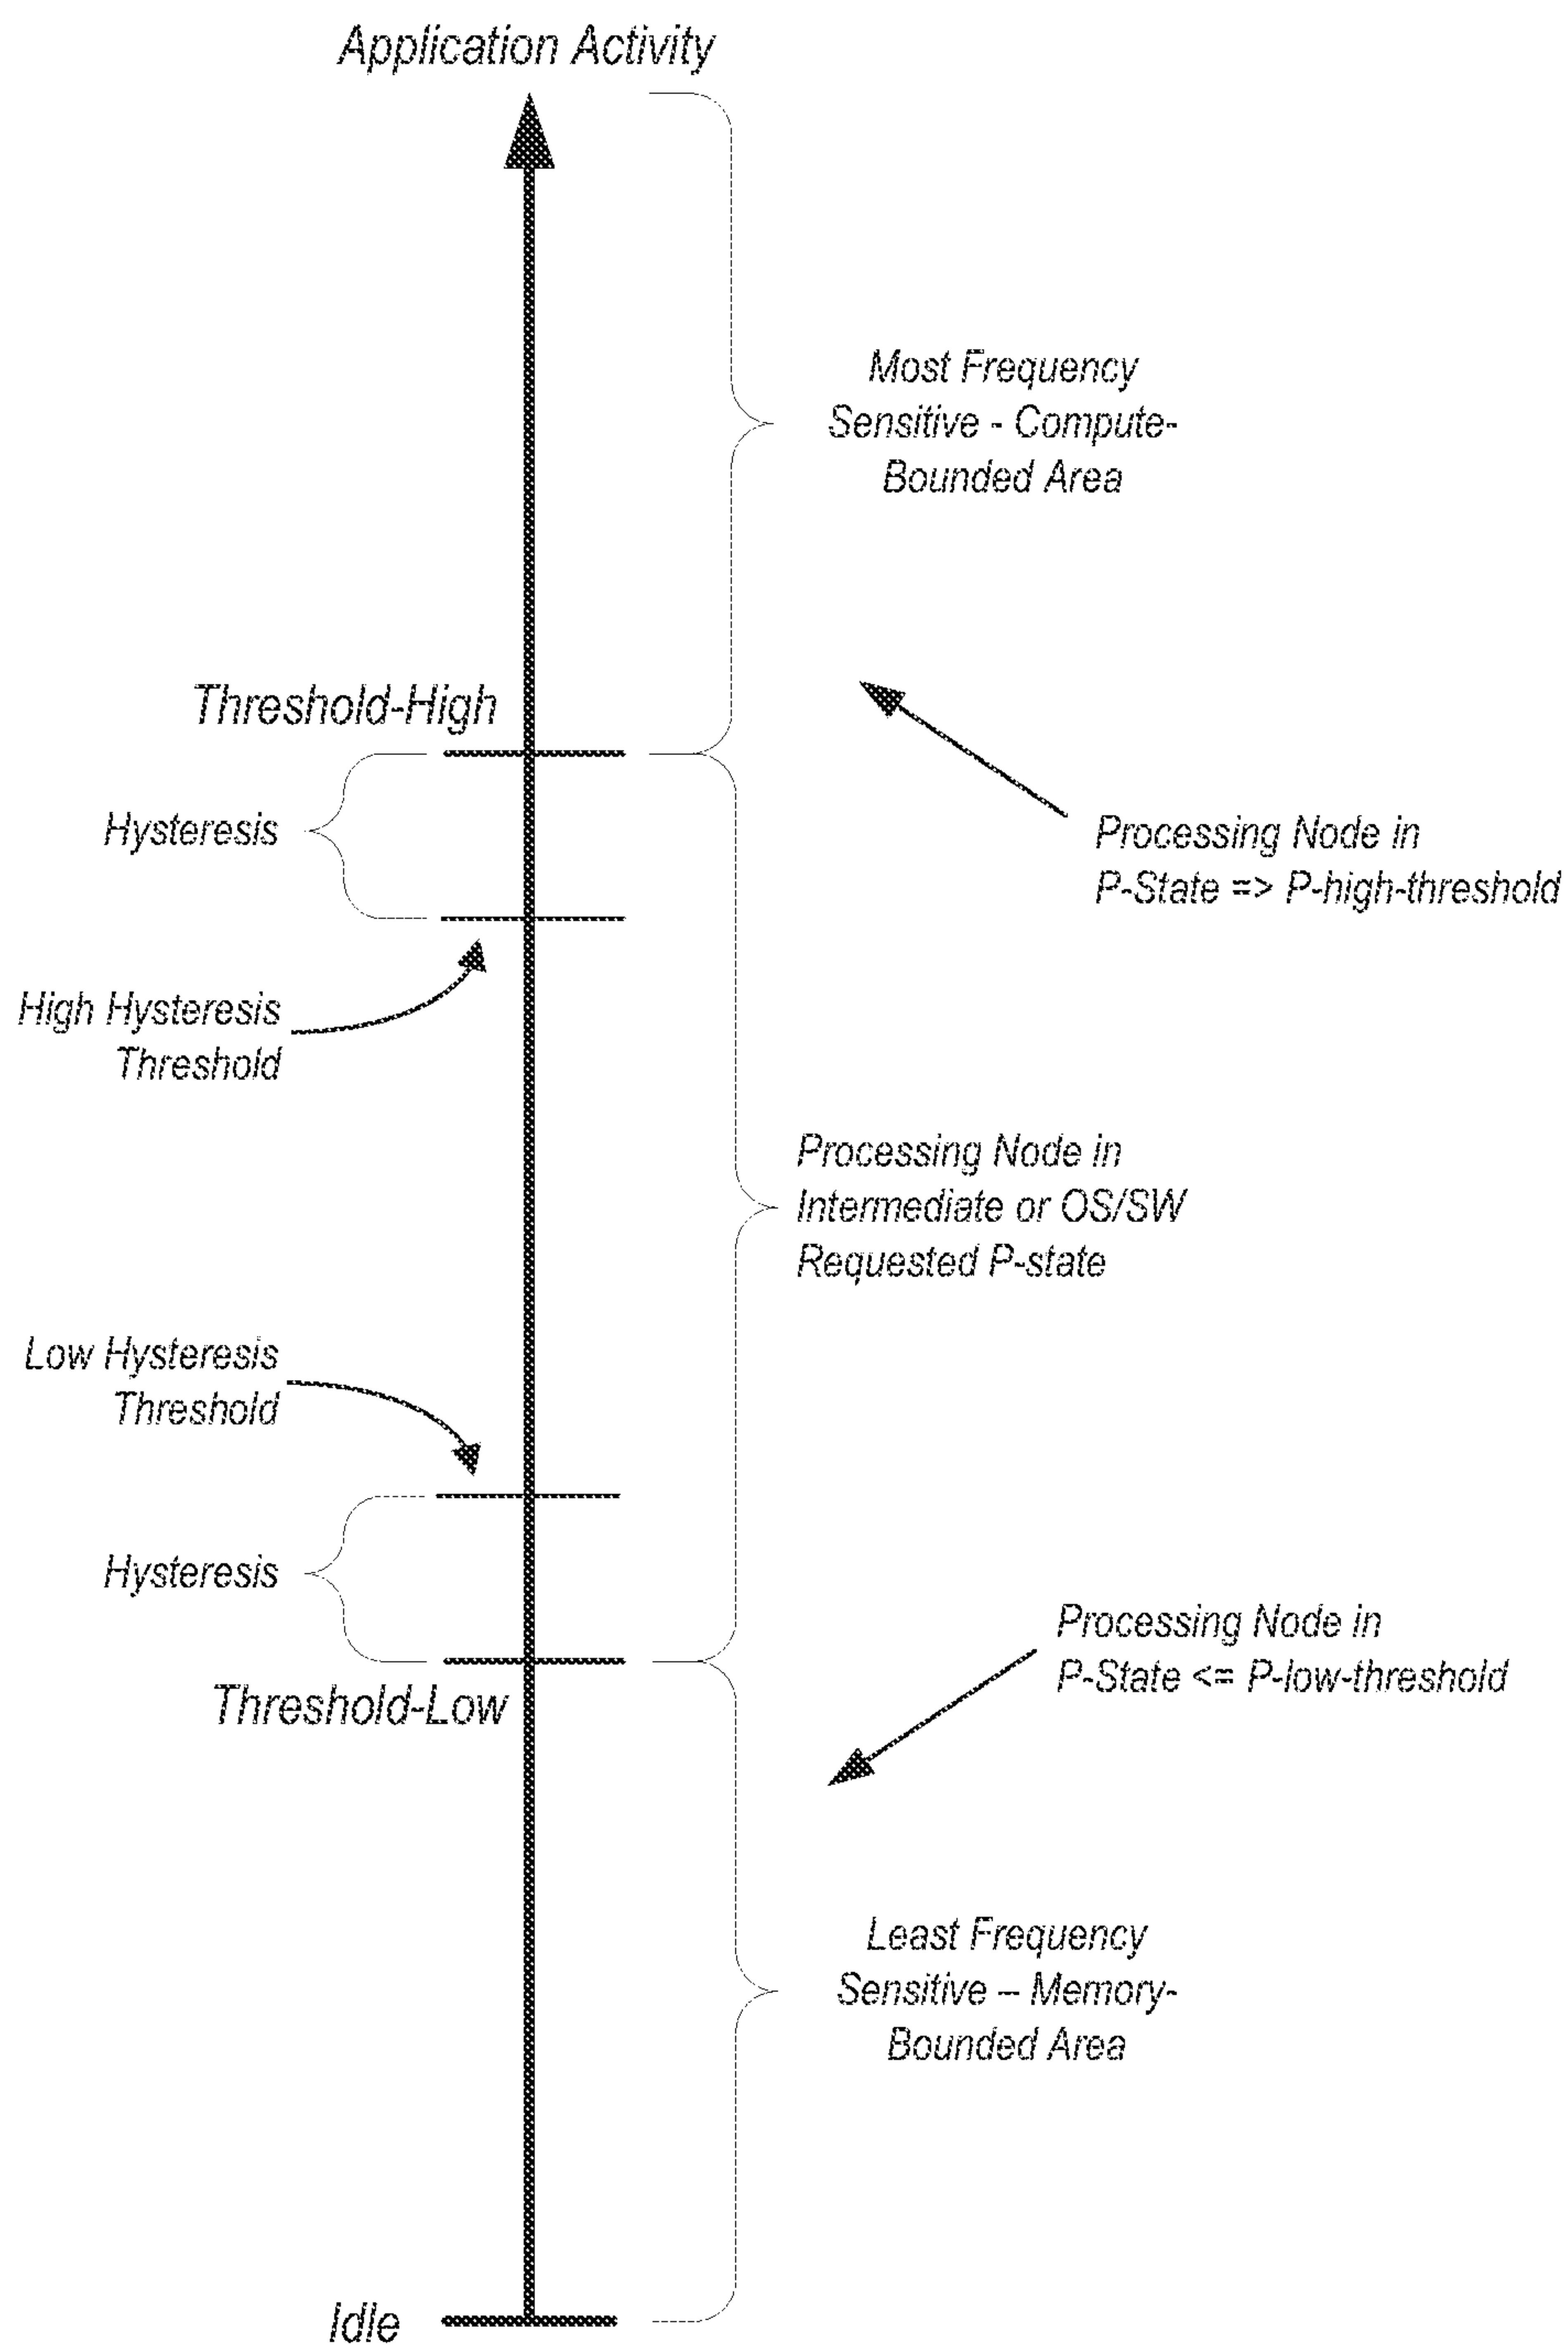 Application Activity
Most Frequency
Sensitive - Compute-
Bounded Area
Threshold-High
Hysteresis
Processing Node in
P-State => P-high-threshold
High Hysteresis
Threshold
Processing Node in
Intermediate or OS/SW
Requested P-state
Low Hysteresis
Threshold
Hysteresis
Processing Node in
P-State <= P-low-threshold
Threshold-Low
Least Frequency
Sensitive – Memory-
Bounded Area
Idle